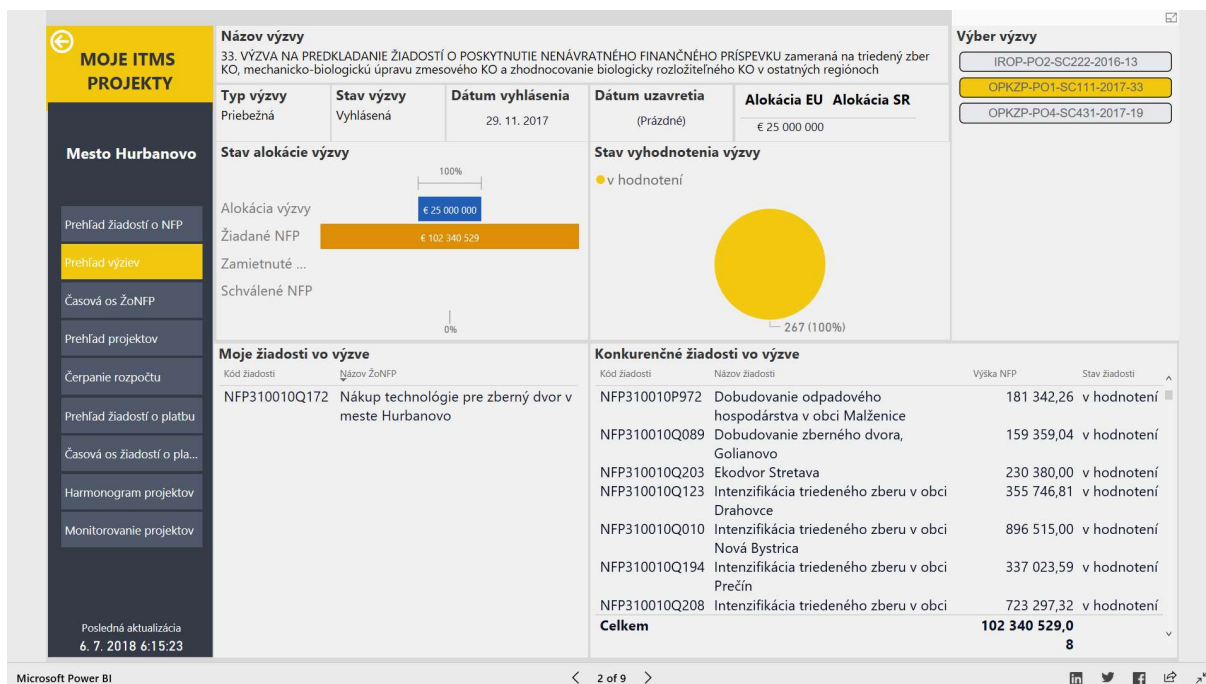 MOJE ITMS
PROJEKTY
Mesto Hurbanovo
Prehľad žiadostí o NFP
Prehľad výziev
Časová os ŽoNFP
Prehľad projektov
Čerpanie rozpočtu
Prehľad žiadostí o platbu
Časová os žiadostí o pla...
Harmonogram projektov
Monitorovanie projektov
Posledná aktualizácia
6. 7. 2018 6:15:23
Názov výzvy
33. VÝZVA NA PREDKLADANIE ŽIADOSTÍ O POSKYTNUTIE NENÁVRATNÉHO FINANČNÉHO PRÍSPEVKU zameraná na triedený zber
KO, mechanicko-biologickú úpravu zmesového KO a zhodnocovanie biologicky rozložiteľného KO v ostatných regiónoch
Typ výzvy
Priebežná
Stav výzvy
Vyhlásená
Dátum vyhlásenia
29. 11. 2017
Dátum uzavretia
(Prázdné)
Alokácia EU Alokácia SR
€ 25 000 000
Výber výzvy
IROP-PO2-SC222-2016-13
OPKZP-PO1-SC111-2017-33
OPKZP-PO4-SC431-2017-19
Stav alokácie výzvy
100%
Alokácia výzvy € 25 000 000
Žiadané NFP € 102 340 529
Zamietnuté ...
Schválené NFP
0%
Stav vyhodnotenia výzvy
v hodnotení
267 (100%)
Moje žiadosti vo výzve
Kód žiadosti Názov ŽoNFP
NFP310010Q172 Nákup technológie pre zberný dvor v
meste Hurbanovo
Konkurenčné žiadosti vo výzve
Kód žiadosti Názov žiadosti Výška NFP Stav žiadosti
NFP310010P972 Dobudovanie odpadového 181 342,26 v hodnotení
hospodárstva v obci Malženice
NFP310010Q089 Dobudovanie zberného dvora, 159 359,04 v hodnotení
Golianovo
NFP310010Q203 Ekodvor Stretava 230 380,00 v hodnotení
NFP310010Q123 Intenzifikácia triedeného zberu v obci 355 746,81 v hodnotení
Drahovce
NFP310010Q010 Intenzifikácia triedeného zberu v obci 896 515,00 v hodnotení
Nová Bystrica
NFP310010Q194 Intenzifikácia triedeného zberu v obci 337 023,59 v hodnotení
Prečín
NFP310010Q208 Intenzifikácia triedeného zberu v obci 723 297,32 v hodnotení
Celkem 102 340 529,0
8
Microsoft Power BI
2 of 9